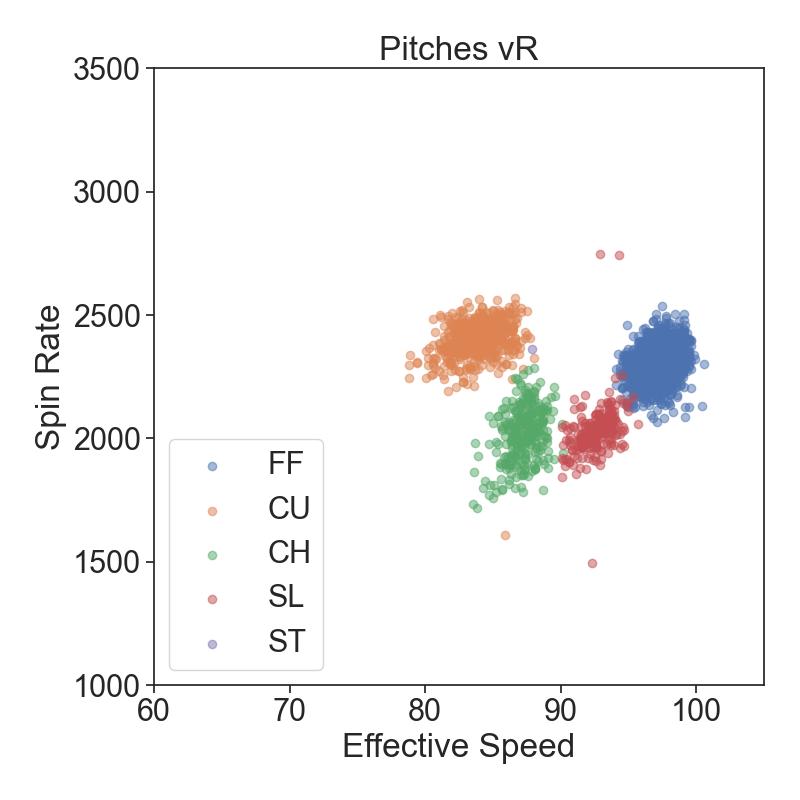 Pitches vR
3500
3000
2500
2000
1500
1000
Spin Rate
FF
CU
CH
SL
ST
60 70 80 90 100
Effective Speed